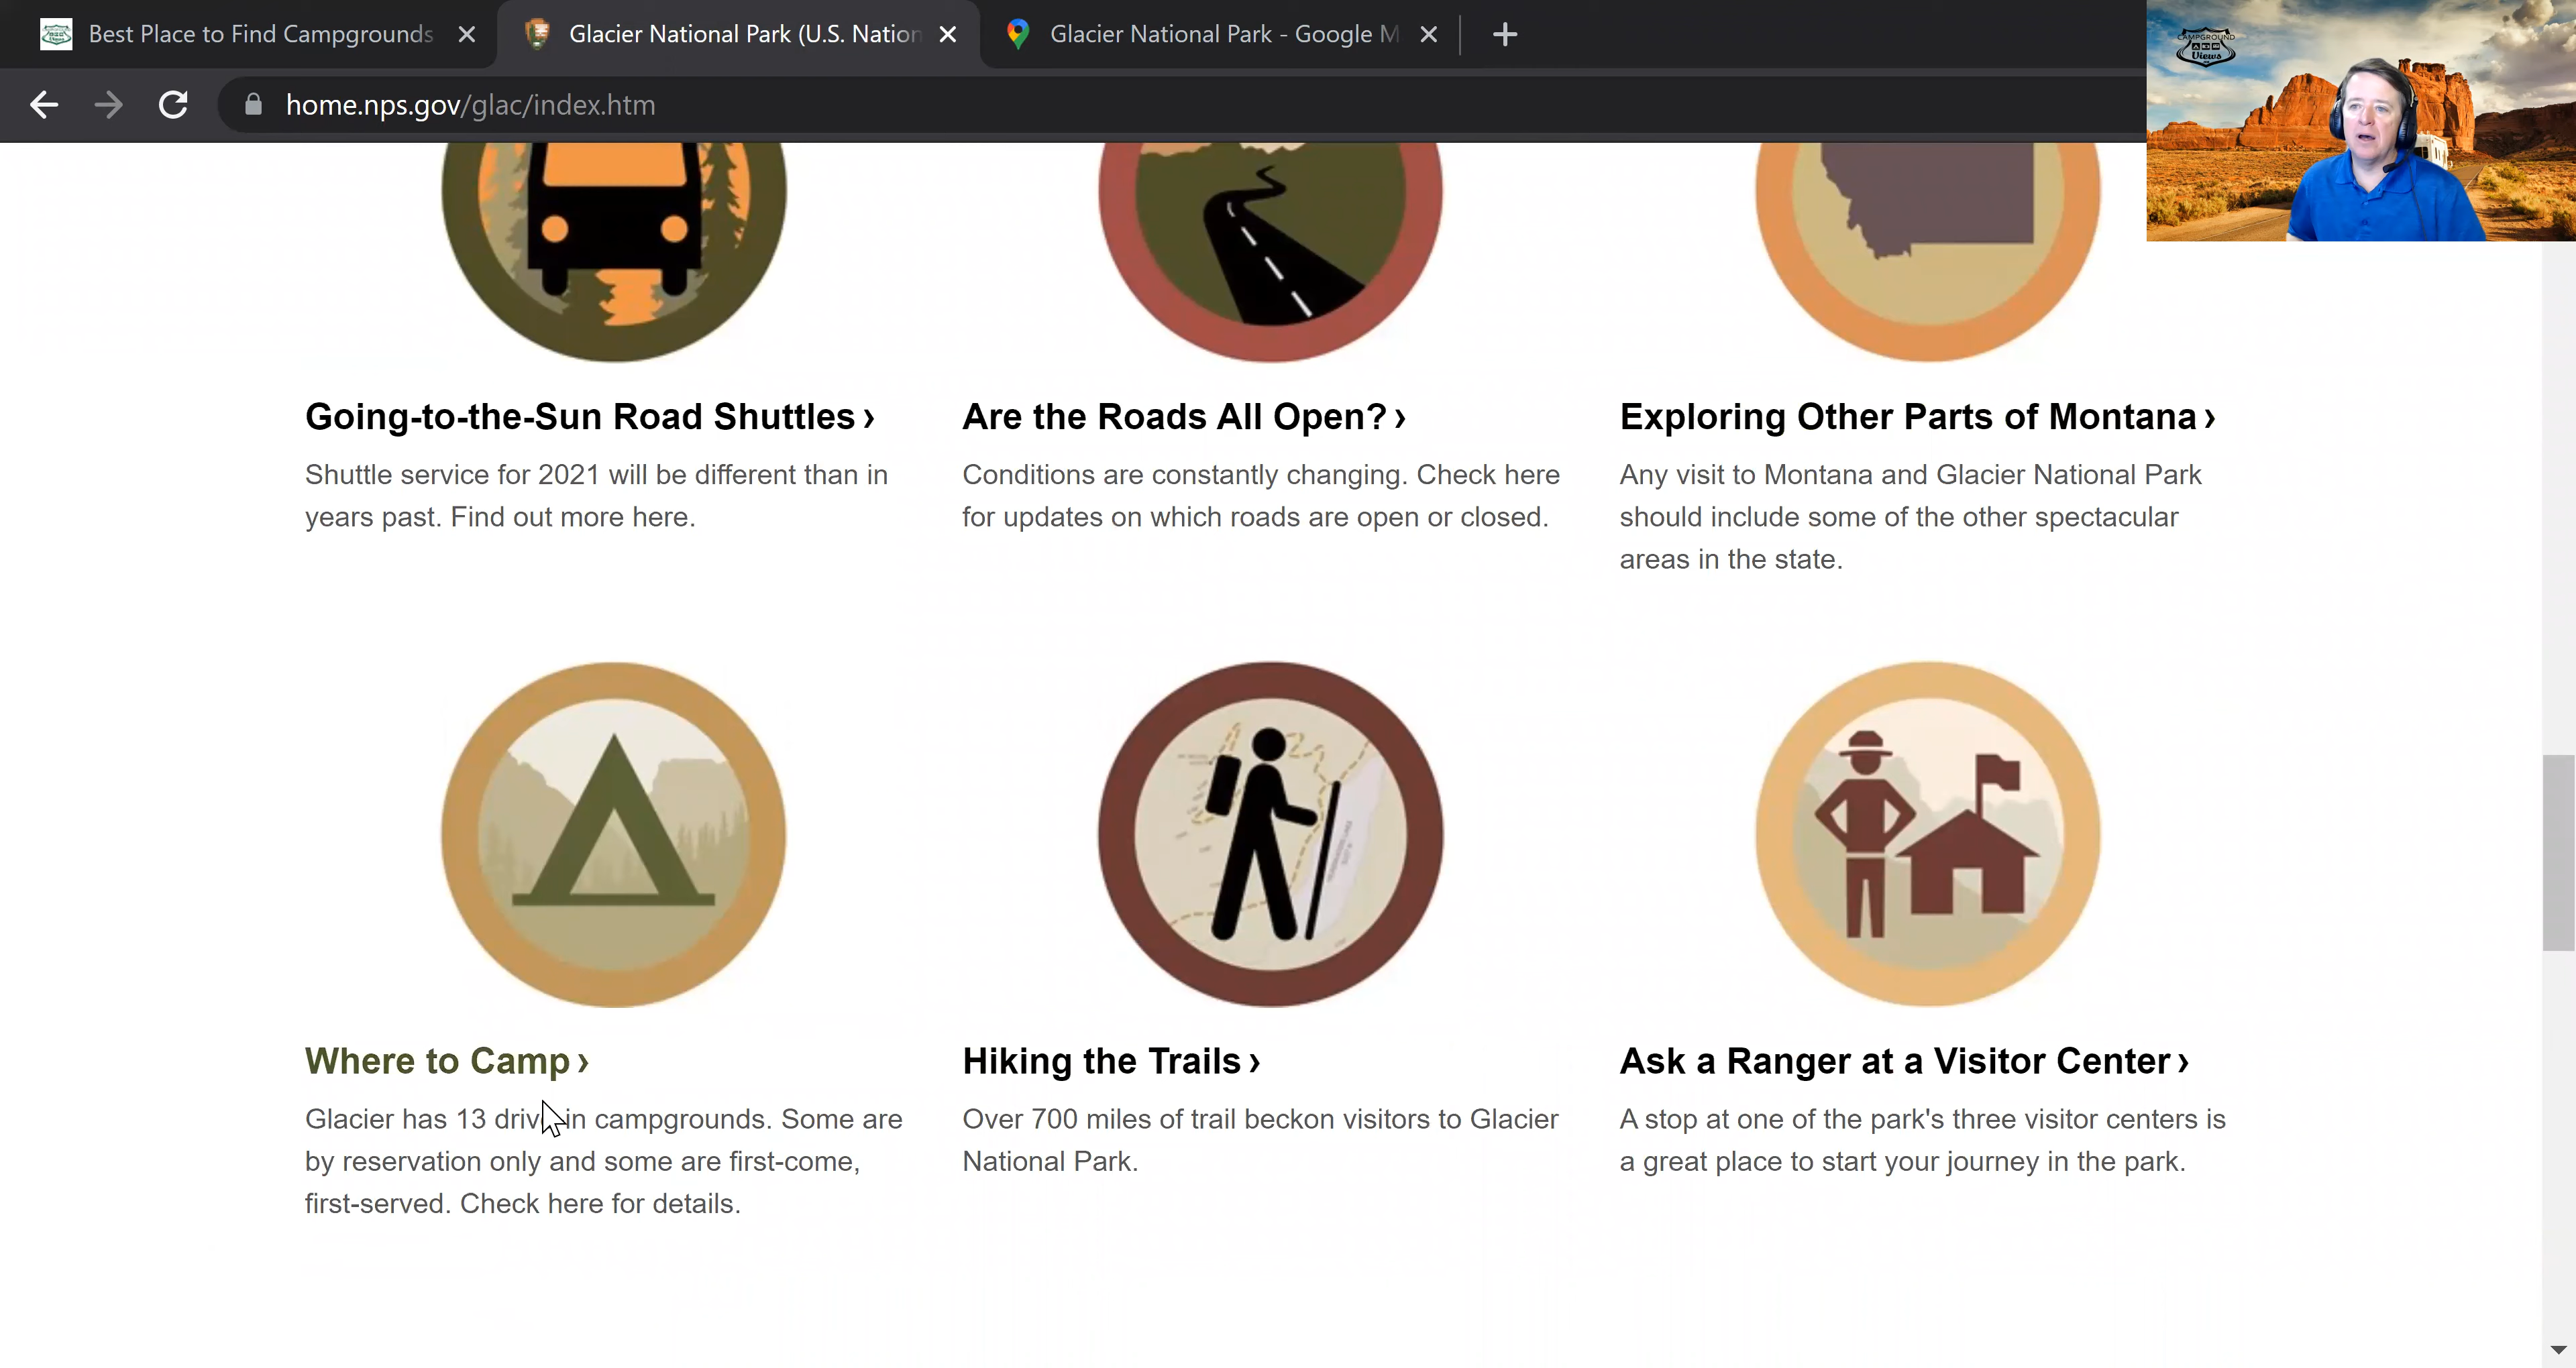 Best Place to Find Campgrounds
Glacier National Park (U.S. Nation
Glacier National Park - Google M
home.nps.gov/glac/index.htm
CAMPGROUND
Views
Going-to-the-Sun Road Shuttles ›
Shuttle service for 2021 will be different than in
years past. Find out more here.
Are the Roads All Open? ›
Conditions are constantly changing. Check here
for updates on which roads are open or closed.
Exploring Other Parts of Montana ›
Any visit to Montana and Glacier National Park
should include some of the other spectacular
areas in the state.
Where to Camp ›
Glacier has 13 drive-in campgrounds. Some are
by reservation only and some are first-come,
first-served. Check here for details.
Hiking the Trails ›
Over 700 miles of trail beckon visitors to Glacier
National Park.
Ask a Ranger at a Visitor Center ›
A stop at one of the park's three visitor centers is
a great place to start your journey in the park.